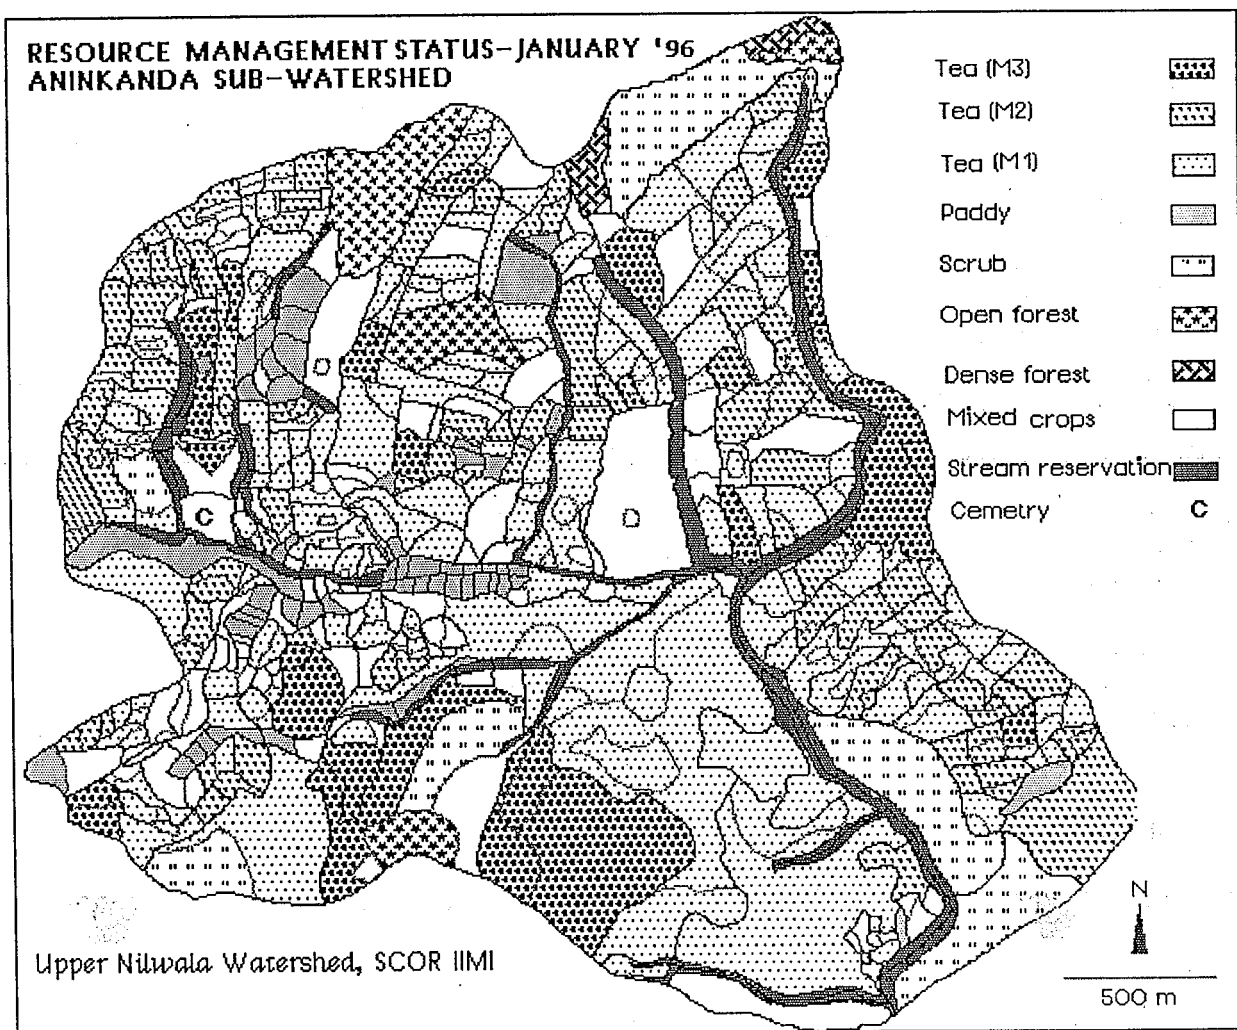 RESOURCE MANAGEMENT STATUS-JANUARY '96
ANINKANDA SUB-WATERSHED
Tea (M3)
Tea (M2)
Tea (M1)
Paddy
Scrub
Open forest
Dense forest
Mixed crops
Stream reservation
Cemetry C
C
N
500 m
Upper Nilwala Watershed, SCOR IIMI